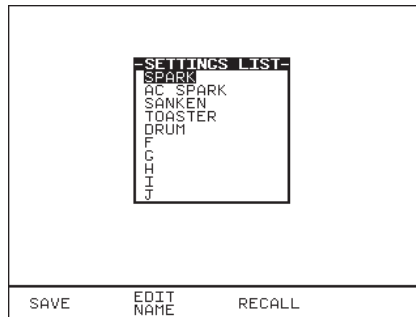 -SETTINGS LIST-
SPARK
AC SPARK
SANKEN
TOASTER
DRUM
F
G
H
I
J
SAVE
EDIT
NAME
RECALL